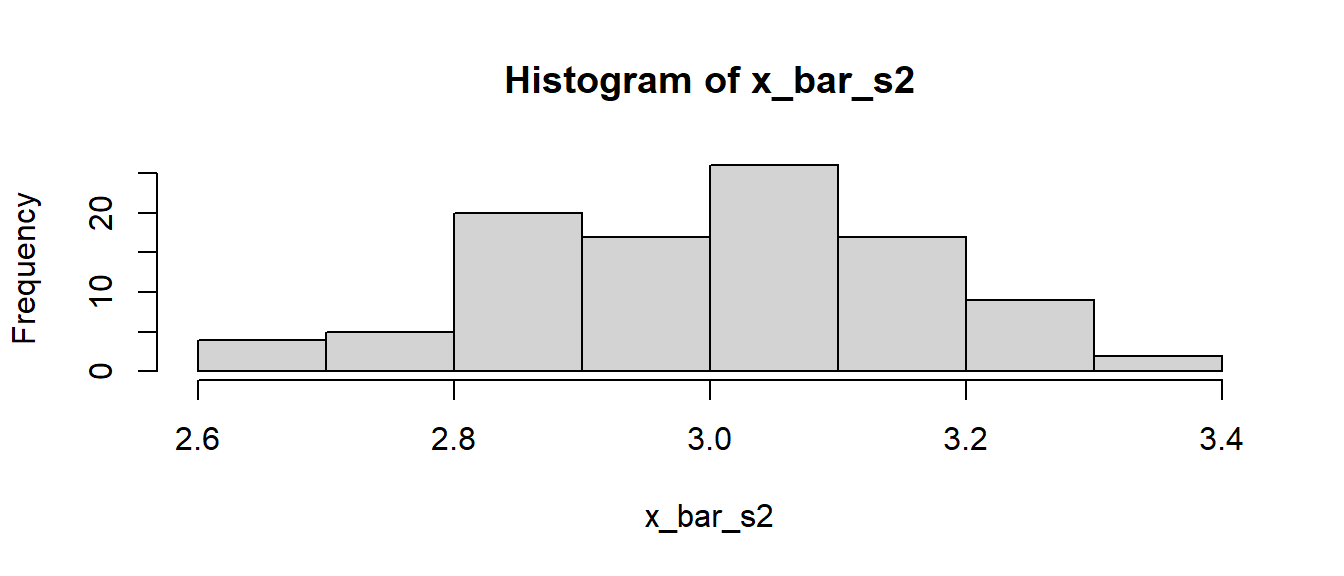 Histogram of x_bar_s2
Frequency
20
10
0
2.6 2.8 3.0 3.2 3.4
x_bar_s2